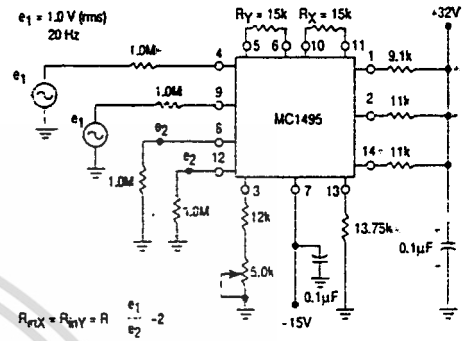 e1 = 1.0 V (rms)
20 Hz
RY = 15k
RX = 15k
+32V
1.0M
4
5
6
10
11
1
9.1k
+
e1
9
1.0M
2
11k
MC1495
e1
e2
6
e2
12
14
11k
1.0M
1.0M
3
7
13
12k
13.75k
5.0k
0.1µF
0.1µF
-15V
RinX = RinY = R e1/e2 -2